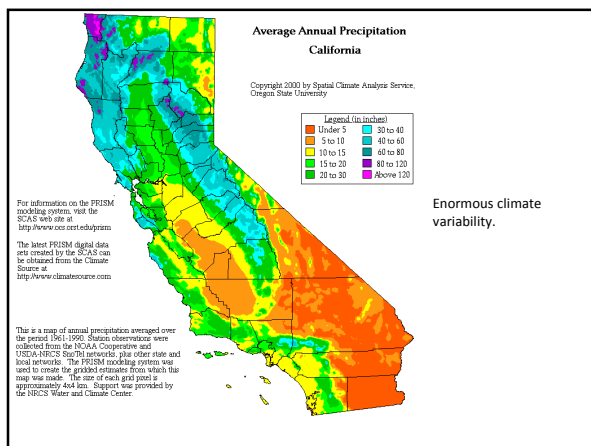 Average Annual Precipitation
California
Copyright 2000 by Spatial Climate Analysis Service,
Oregon State University
Legend (in inches)
Under 5
5 to 10
10 to 15
15 to 20
20 to 30
30 to 40
40 to 60
60 to 80
80 to 120
Above 120
Enormous climate
variability.
For information on the PRISM
modeling system, visit the
SCAS web site at
http://www.ocs.orst.edu/prism
The latest PRISM digital data
sets created by the SCAS can
be obtained from the Climate
Source at
http://www.climatesource.com
This is a map of annual precipitation averaged over
the period 1961-1990. Station observations were
collected from the NOAA Cooperative and
USDA-NRCS SnoTel networks, plus other state and
local networks. The PRISM modeling system was
used to create the gridded estimates from which this
map was made. The size of each grid pixel is
approximately 4x4 km. Support was provided by
the NRCS Water and Climate Center.